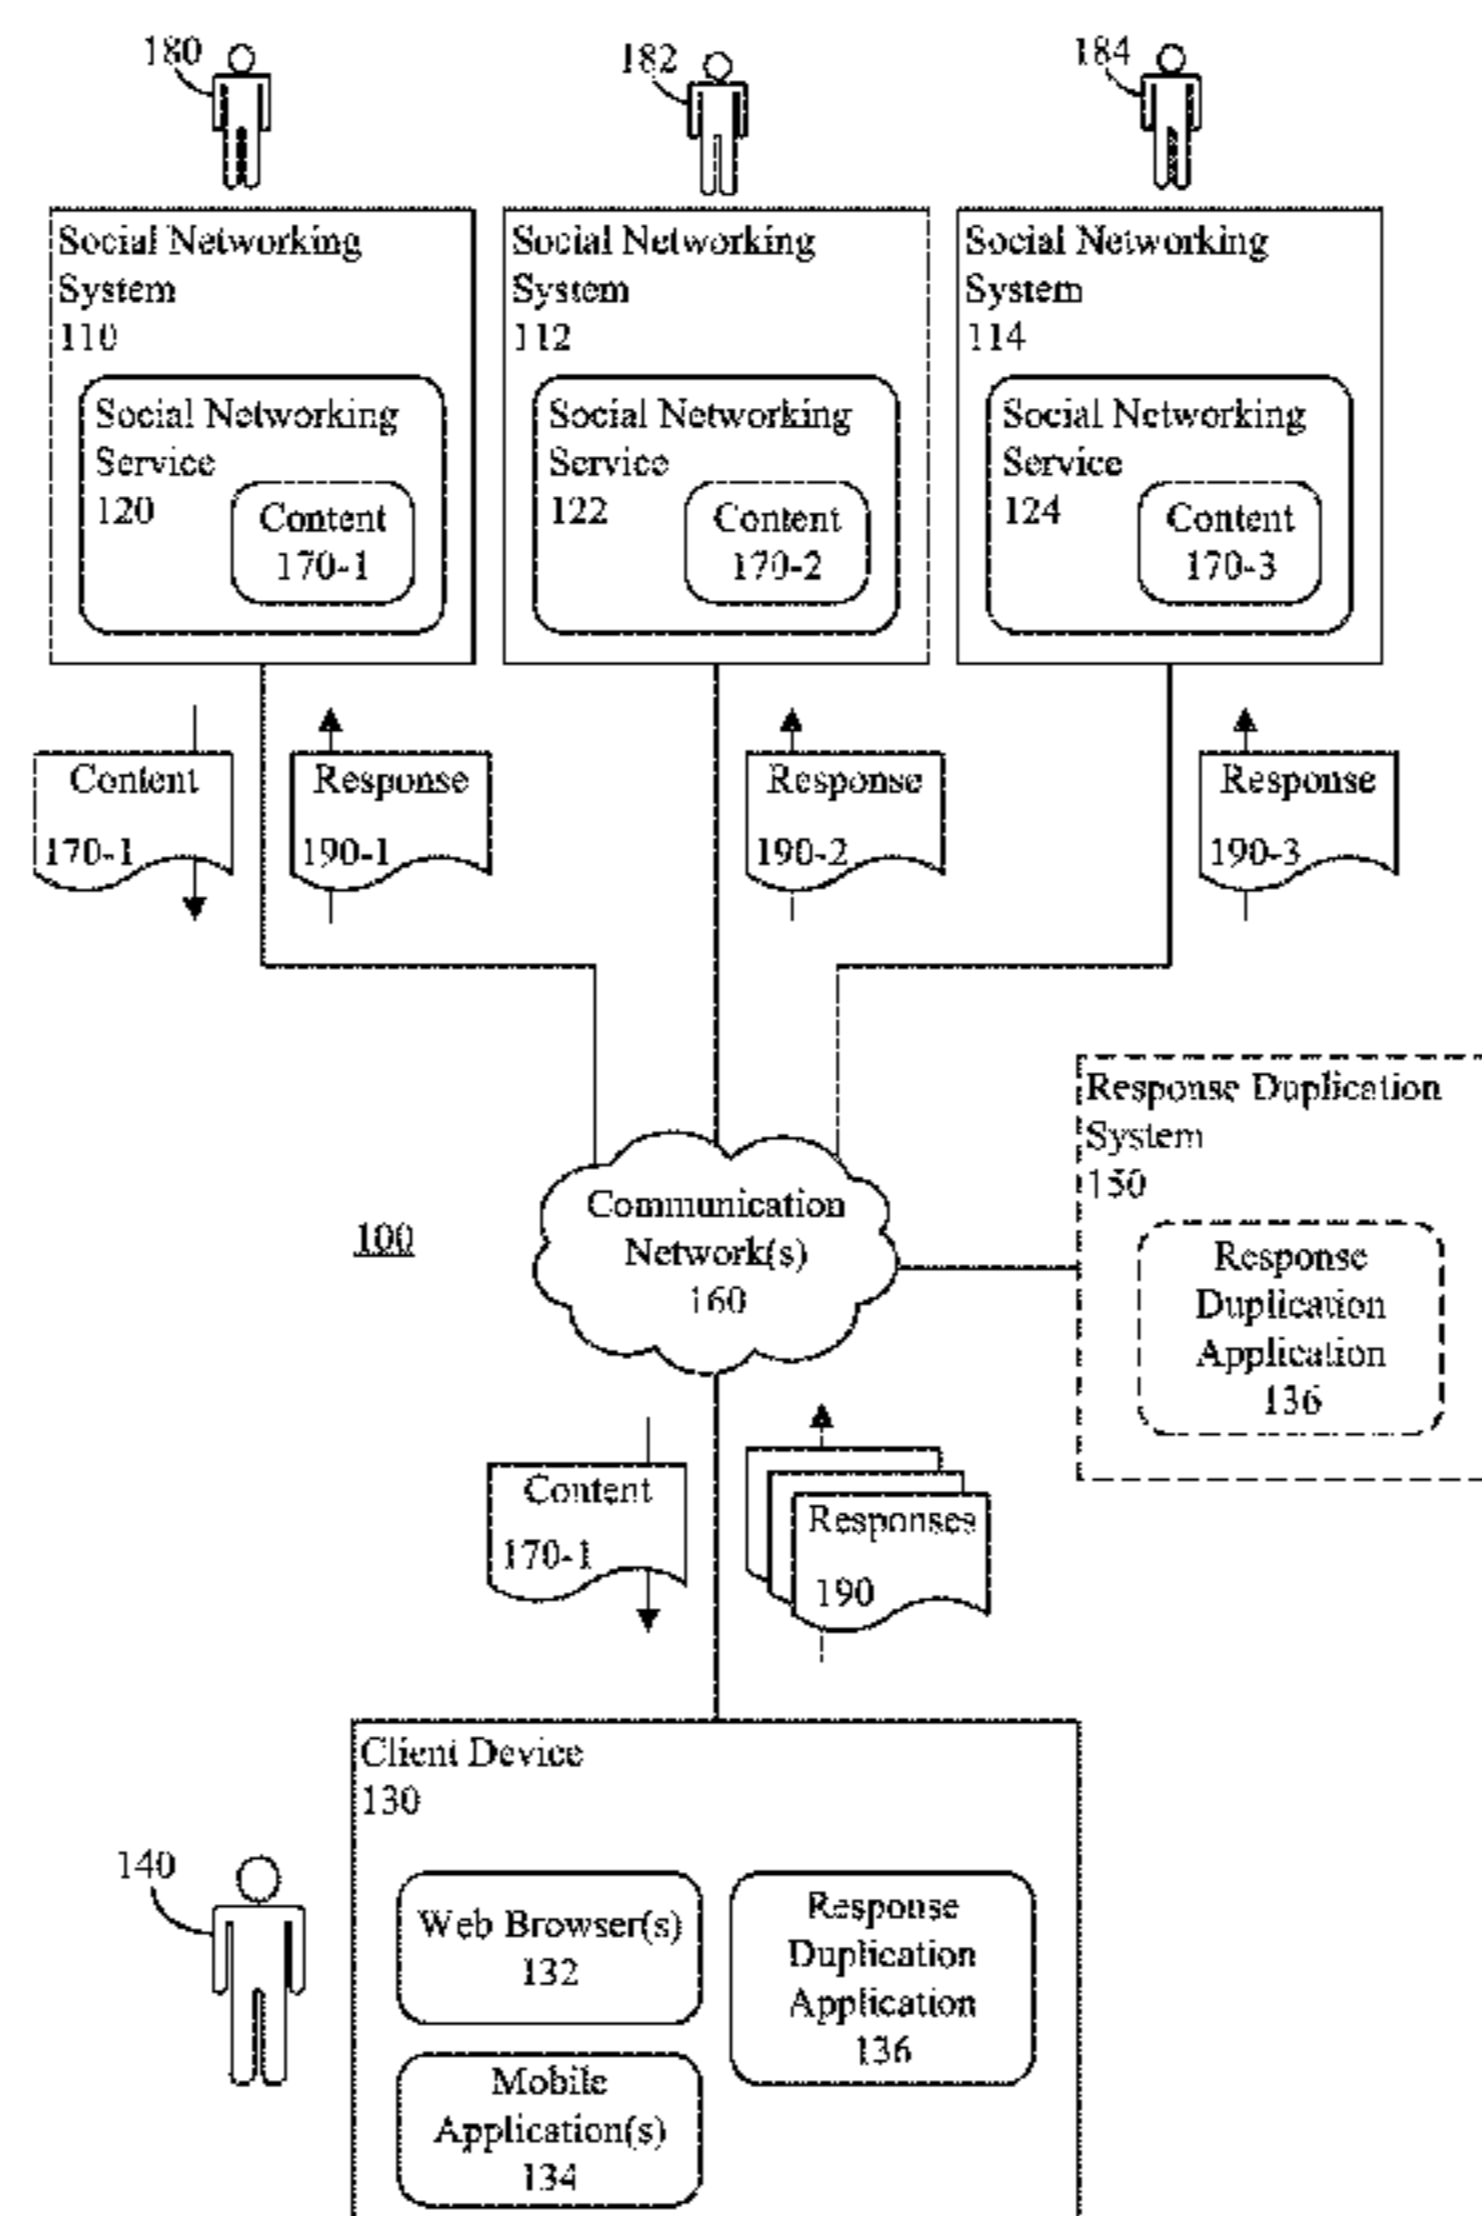 180
182
184
Social Networking
System
110
Social Networking
Service
120
Content
170-1
Social Networking
System
112
Social Networking
Service
122
Content
170-2
Social Networking
System
114
Social Networking
Service
124
Content
170-3
Content
170-1
Response
190-1
Response
190-2
Response
190-3
100
Communication
Network(s)
160
Response Duplication
System
150
Response
Duplication
Application
136
Content
170-1
Responses
190
Client Device
130
140
Web Browser(s)
132
Response
Duplication
Application
136
Mobile
Application(s)
134